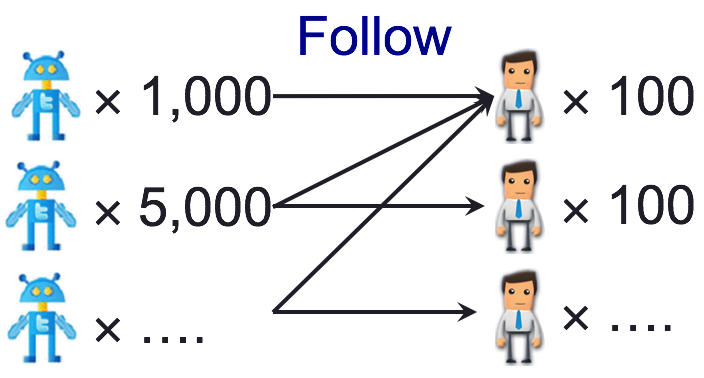 Follow
× 1,000 × 100
× 5,000 × 100
× .... × ....